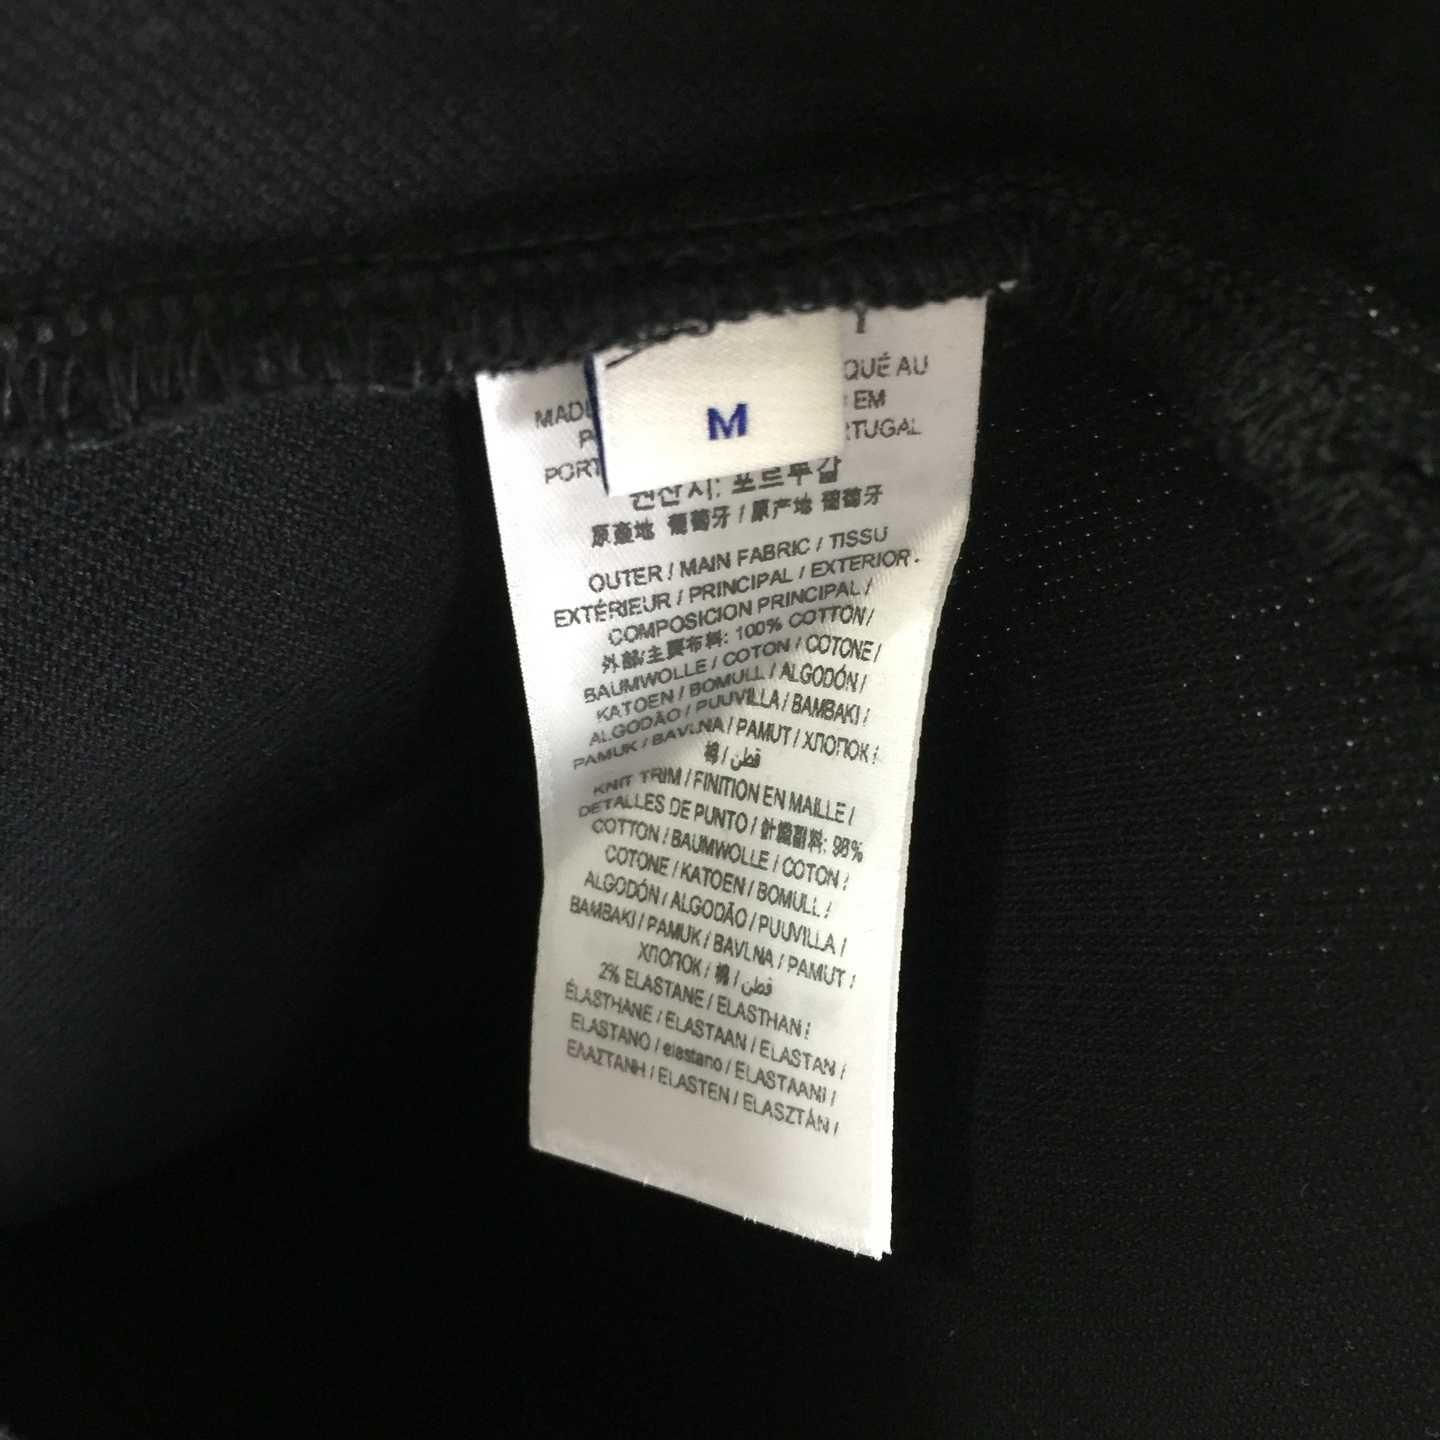 M
QUÉ AU
EM
원산지: 포르투갈
原產地 葡萄牙 / 原产地 葡萄牙
OUTER / MAIN FABRIC / TISSU
EXTÉRIEUR / PRINCIPAL / EXTERIOR -
COMPOSICION PRINCIPAL /
外部/主要布料: 100% COTTON /
BAUMWOLLE / COTON / COTONE /
KATOEN / BOMULL / ALGODÓN /
ALGODÃO / PUUVILLA / BAMBAKI /
PAMUK / BAVLNA / PAMUT / ХЛОПОК /
棉 / قطن
KNIT TRIM / FINITION EN MAILLE /
DETALLES DE PUNTO / 針織副料: 98%
COTTON / BAUMWOLLE / COTON /
COTONE / KATOEN / BOMULL /
ALGODÓN / ALGODÃO / PUUVILLA /
BAMBAKI / PAMUK / BAVLNA / PAMUT /
ХЛОПОК / 棉 / قطن
2% ELASTANE / ELASTHAN /
ÉLASTHANE / ELASTAAN / ELASTAN /
ELASTANO / elastano / ELASTAANI /
ΕΛΑΣΤΑΝΗ / ELASTEN / ELASZTÁN /